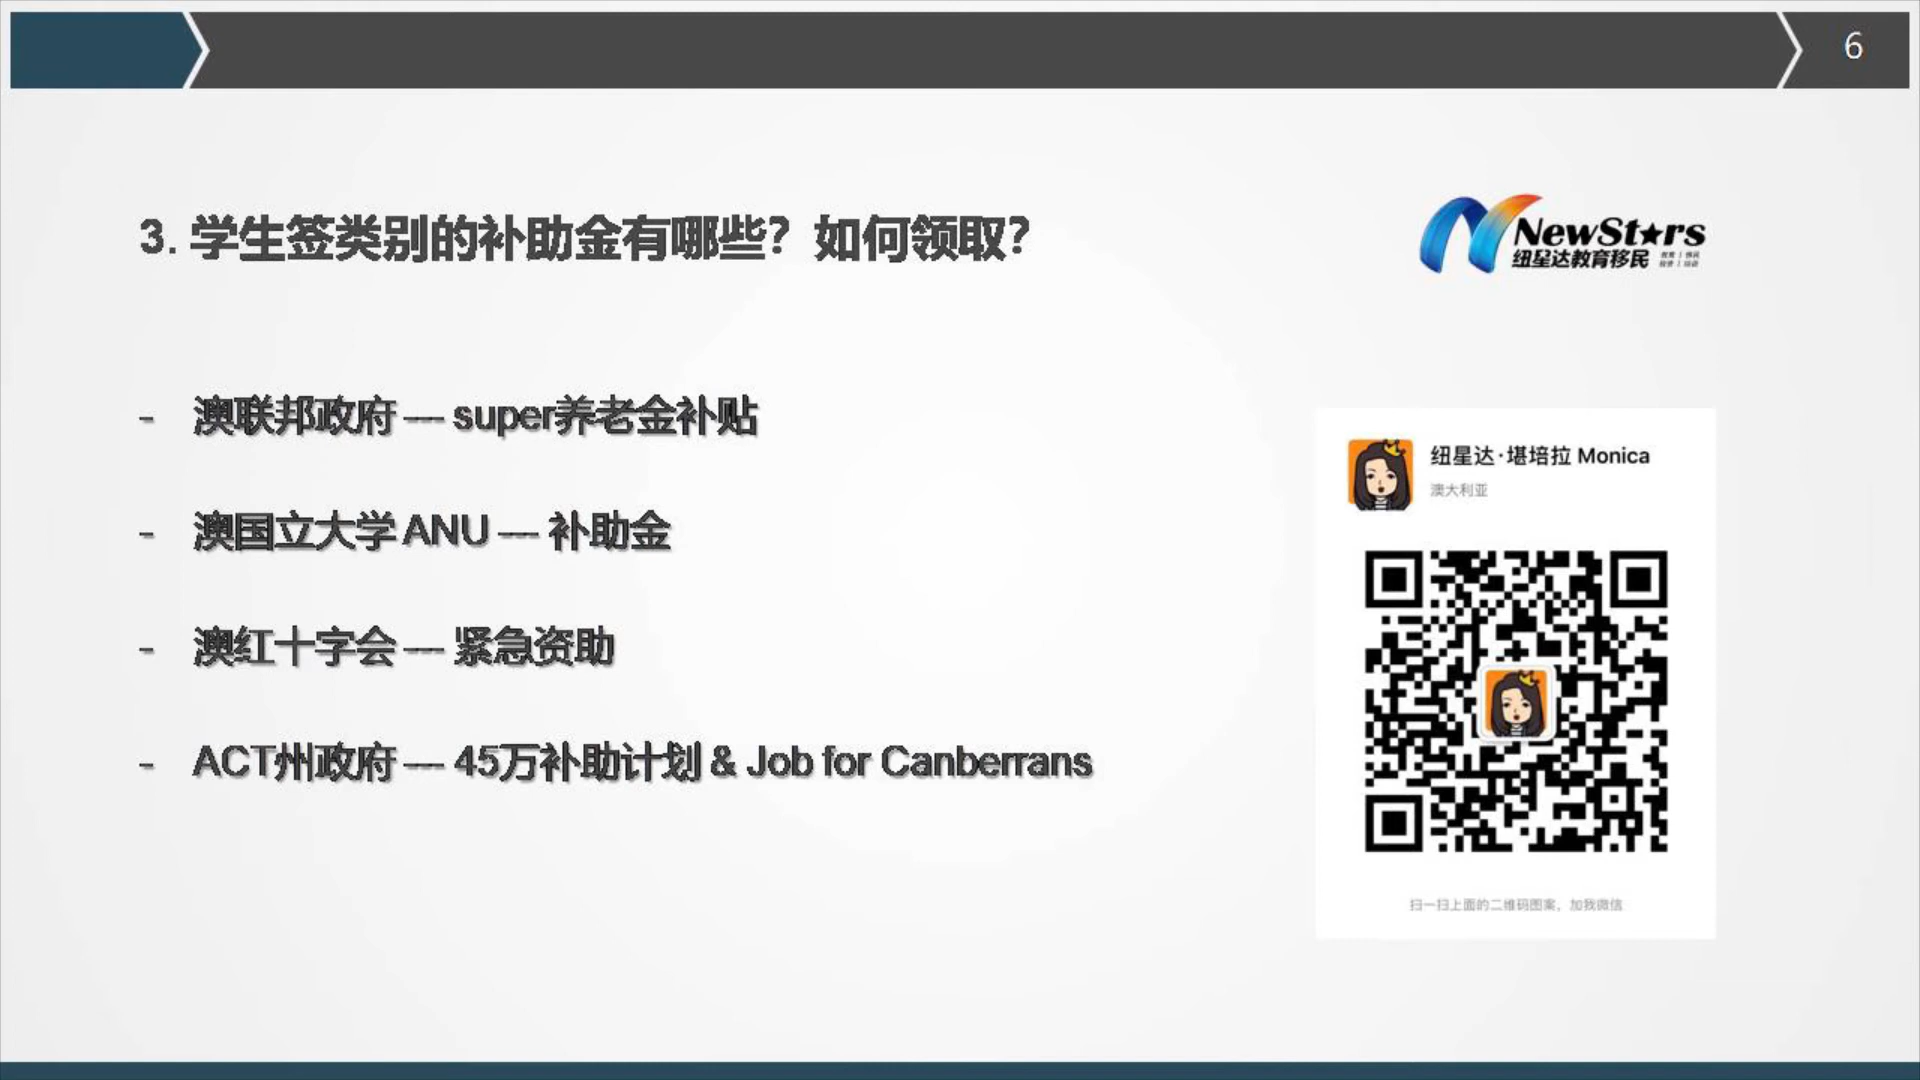 6
3. 学生签类别的补助金有哪些？如何领取？
NewStars
纽星达教育移民
- 澳联邦政府 — super养老金补贴
- 澳国立大学 ANU — 补助金
- 澳红十字会 — 紧急资助
- ACT州政府 — 45万补助计划 & Job for Canberrans
纽星达·堪培拉 Monica
澳大利亚
扫一扫上面的二维码图案，加我微信